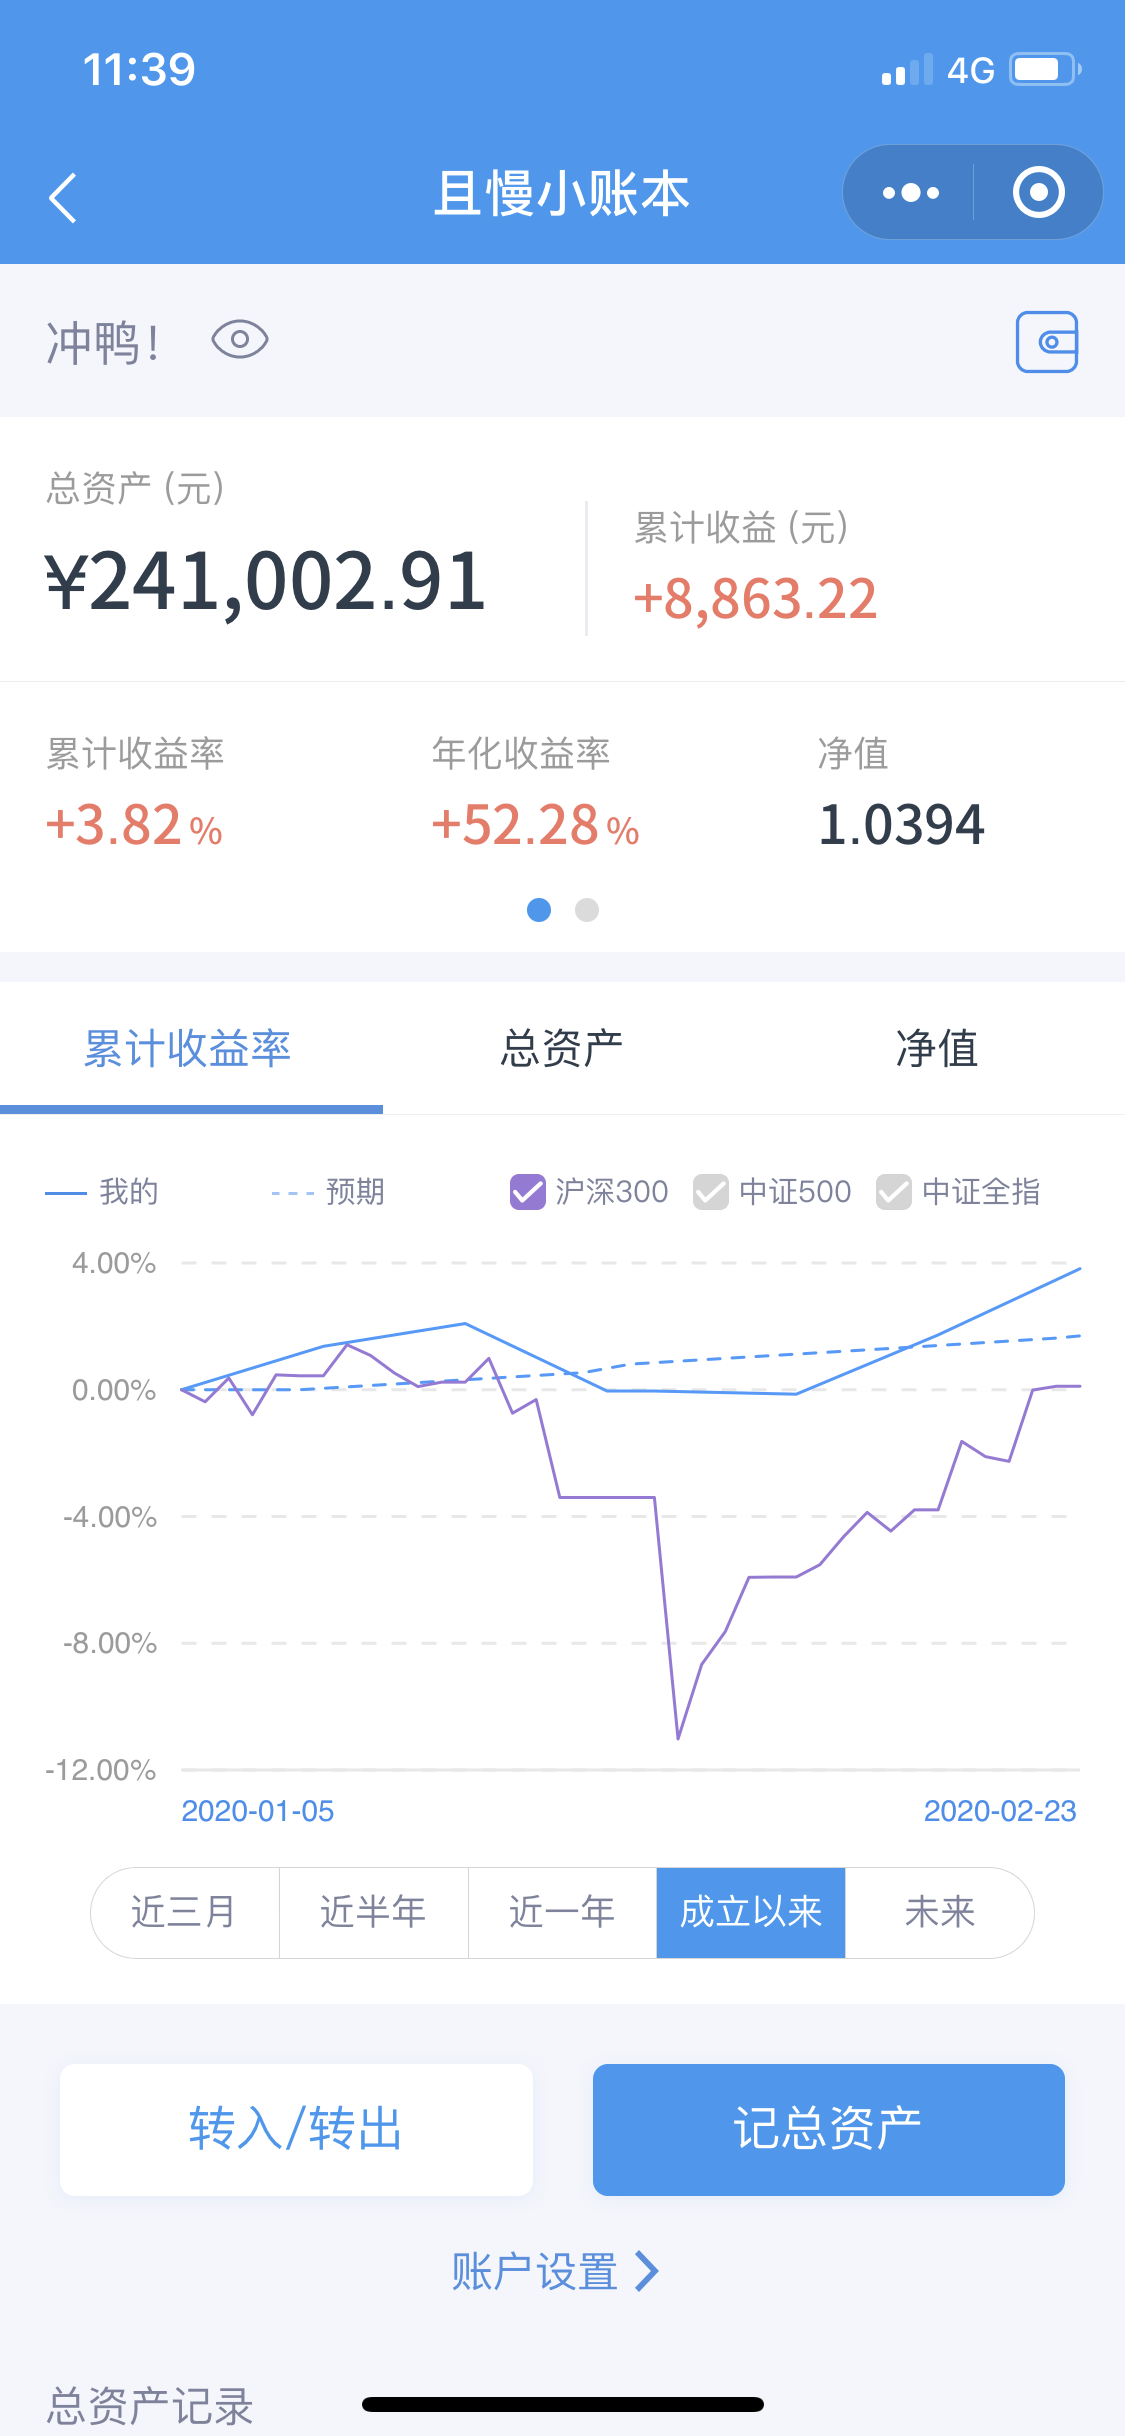 11:39
4G
且慢小账本
冲鸭！
总资产 (元)
¥241,002.91
累计收益 (元)
+8,863.22
累计收益率
+3.82 %
年化收益率
+52.28 %
净值
1.0394
累计收益率 总资产 净值
我的 预期 沪深300 中证500 中证全指
4.00%
0.00%
-4.00%
-8.00%
-12.00%
2020-01-05 2020-02-23
近三月 近半年 近一年 成立以来 未来
转入/转出 记总资产
账户设置
总资产记录